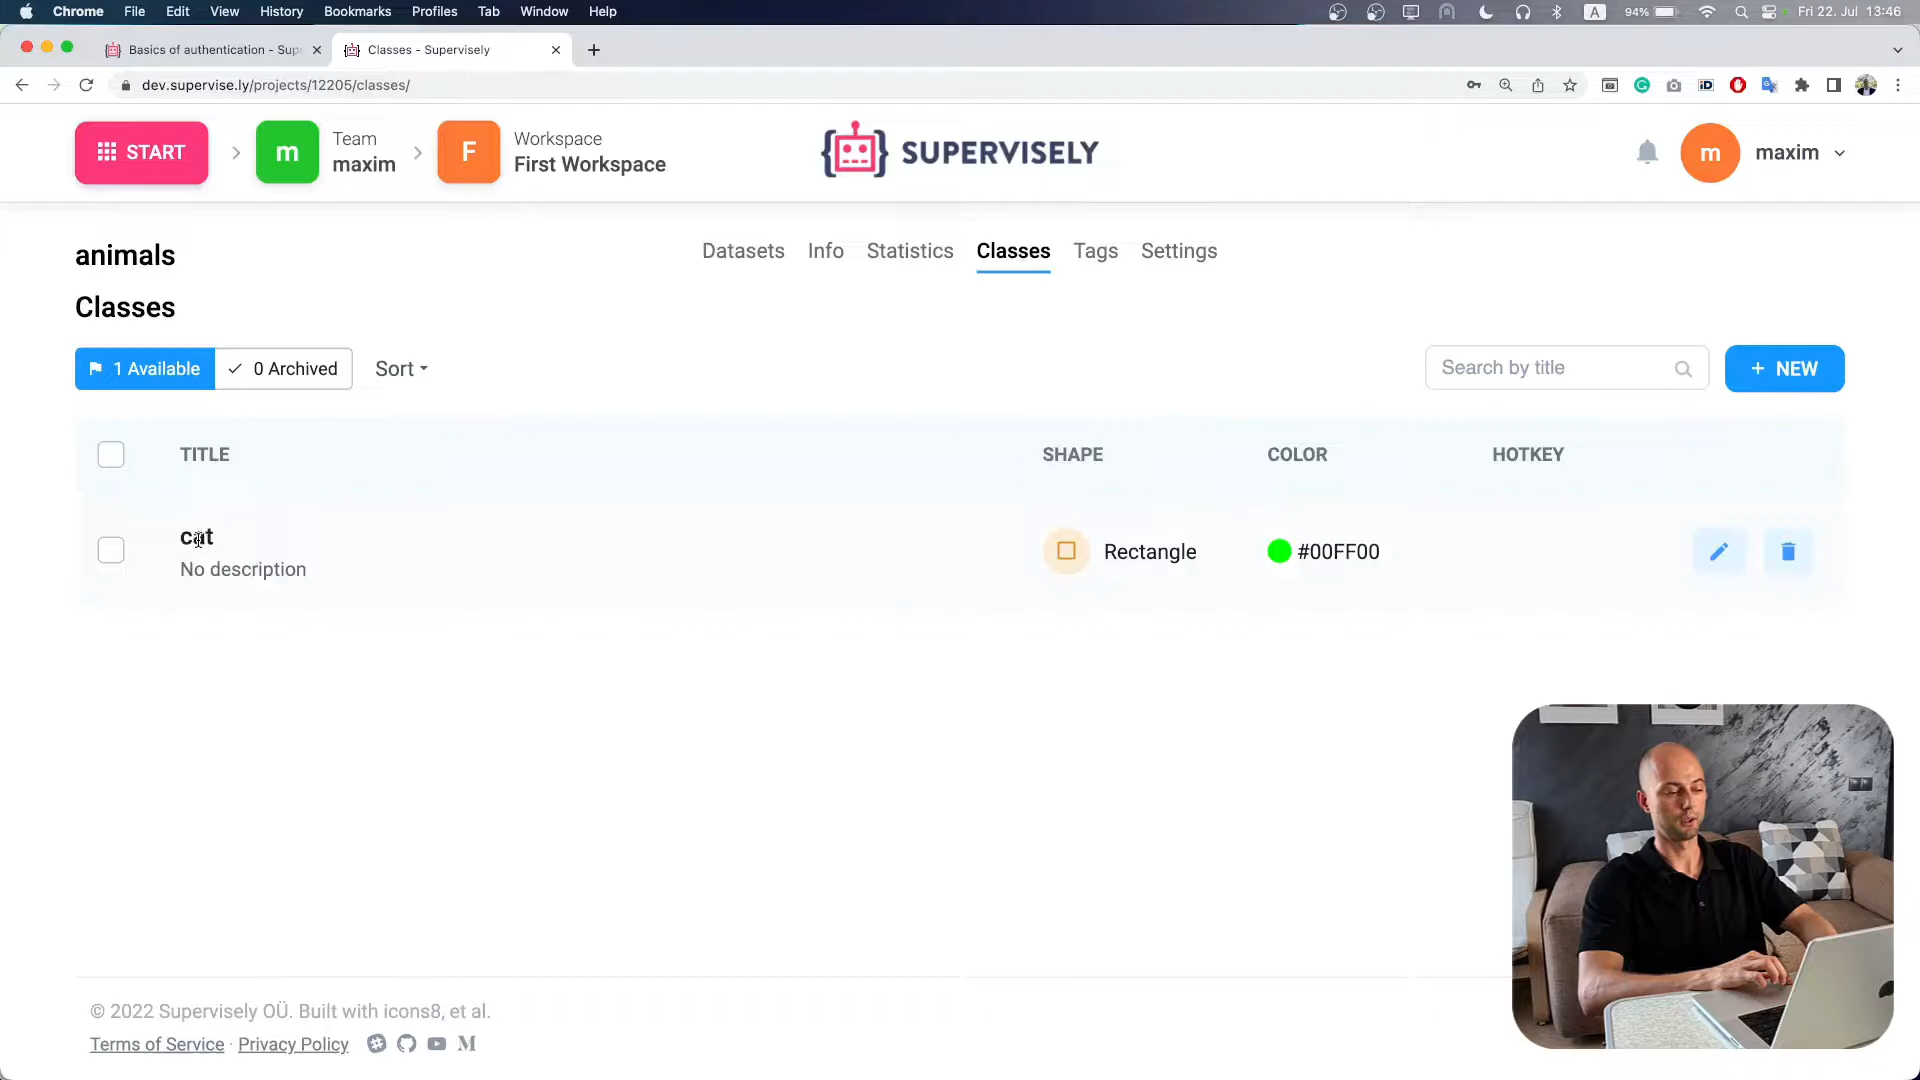 Chrome File Edit View History Bookmarks Profiles Tab Window Help A 94% Fri 22. Jul 13:46
Basics of authentication - Sup Classes - Supervisely
dev.supervise.ly/projects/12205/classes/
START m Team maxim F Workspace First Workspace SUPERVISELY m maxim
animals Datasets Info Statistics Classes Tags Settings
Classes
1 Available 0 Archived Sort Search by title + NEW
TITLE SHAPE COLOR HOTKEY
cat Rectangle #00FF00
No description
© 2022 Supervisely OÜ. Built with icons8, et al.
Terms of Service · Privacy Policy